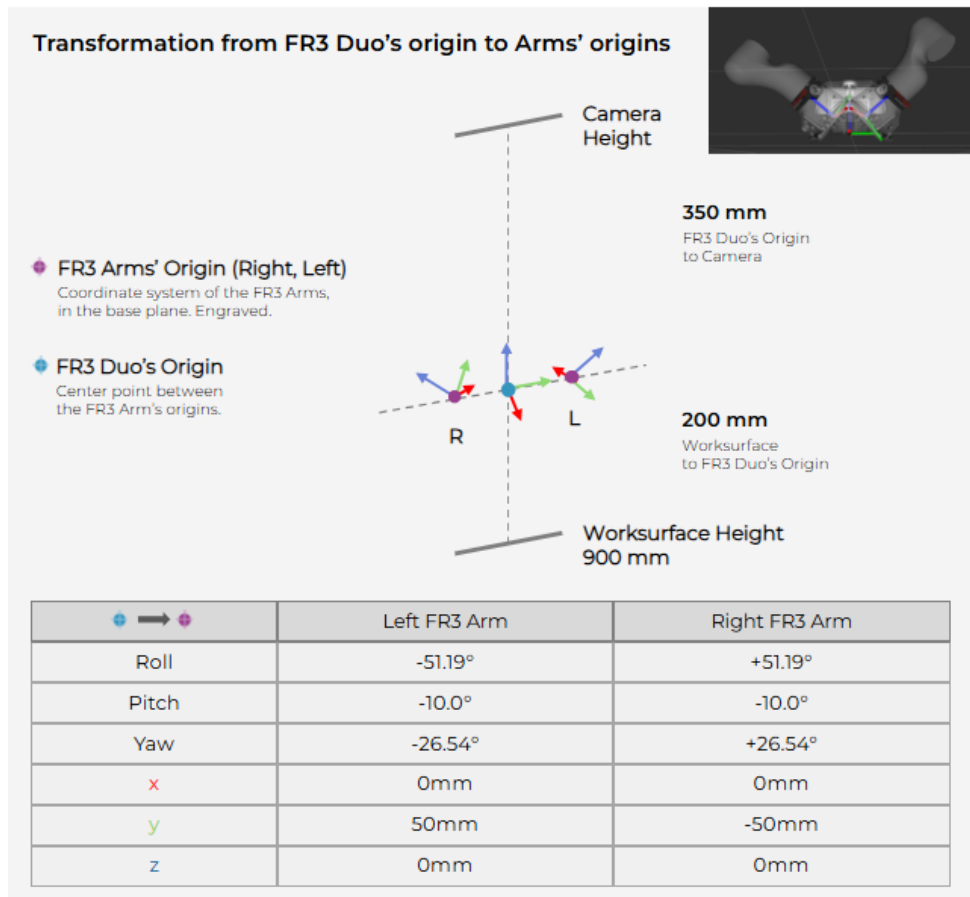 Transformation from FR3 Duo's origin to Arms' origins
Camera
Height
350 mm
FR3 Duo's Origin
to Camera
FR3 Arms' Origin (Right, Left)
Coordinate system of the FR3 Arms,
in the base plane. Engraved.
FR3 Duo's Origin
Center point between
the FR3 Arm's origins.
R
L
200 mm
Worksurface
to FR3 Duo's Origin
Worksurface Height
900 mm
Left FR3 Arm Right FR3 Arm
Roll -51.19° +51.19°
Pitch -10.0° -10.0°
Yaw -26.54° +26.54°
x 0mm 0mm
y 50mm -50mm
z 0mm 0mm